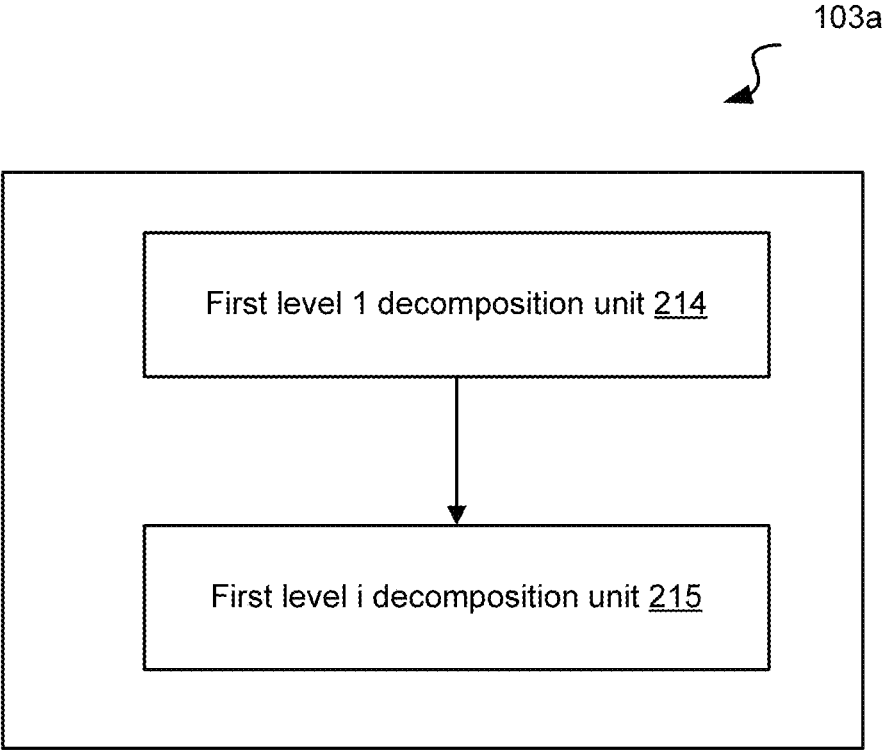 103a
First level 1 decomposition unit 214
First level i decomposition unit 215